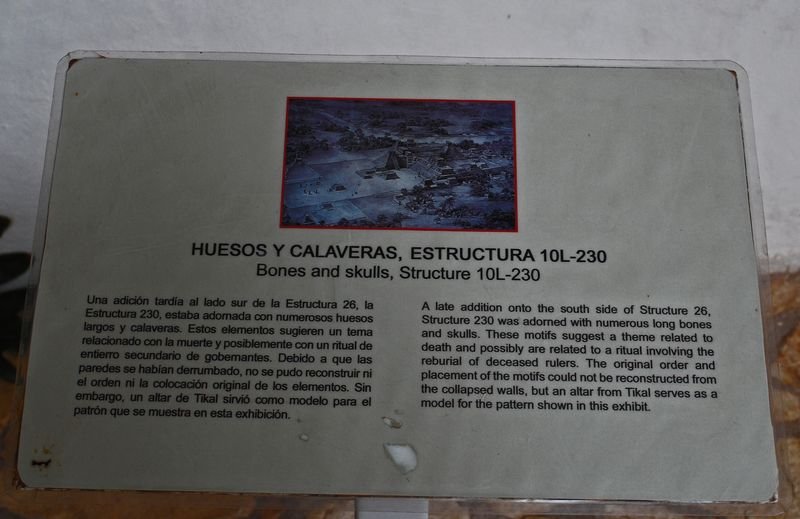 HUESOS Y CALAVERAS, ESTRUCTURA 10L-230
Bones and skulls, Structure 10L-230
Una adición tardía al lado sur de la Estructura 26, la
Estructura 230, estaba adornada con numerosos huesos
largos y calaveras. Estos elementos sugieren un tema
relacionado con la muerte y posiblemente con un ritual de
entierro secundario de gobernantes. Debido a que las
paredes se habían derrumbado, no se pudo reconstruir ni
el orden ni la colocación original de los elementos. Sin
embargo, un altar de Tikal sirvió como modelo para el
patrón que se muestra en esta exhibición.
A late addition onto the south side of Structure 26,
Structure 230 was adorned with numerous long bones
and skulls. These motifs suggest a theme related to
death and possibly are related to a ritual involving the
reburial of deceased rulers. The original order and
placement of the motifs could not be reconstructed from
the collapsed walls, but an altar from Tikal serves as a
model for the pattern shown in this exhibit.